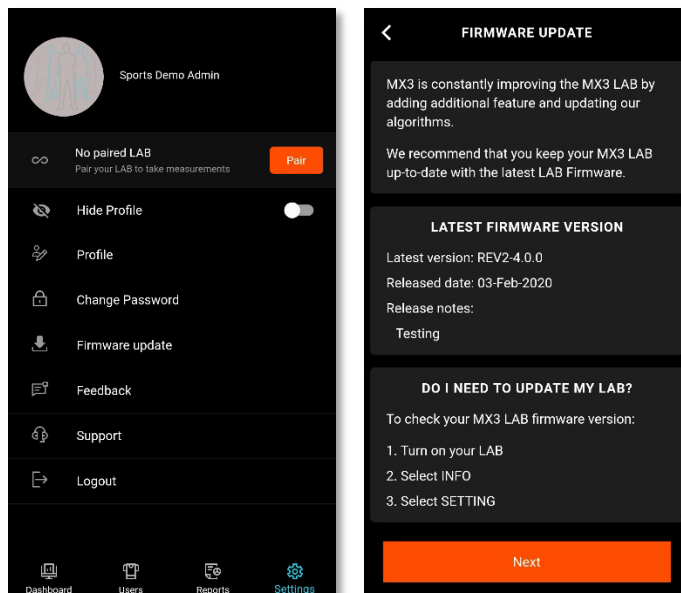 Sports Demo Admin
No paired LAB
Pair your LAB to take measurements
Pair
Hide Profile
Profile
Change Password
Firmware update
Feedback
Support
Logout
Dashboard
Users
Reports
Settings
FIRMWARE UPDATE
MX3 is constantly improving the MX3 LAB by
adding additional feature and updating our
algorithms.
We recommend that you keep your MX3 LAB
up-to-date with the latest LAB Firmware.
LATEST FIRMWARE VERSION
Latest version: REV2-4.0.0
Released date: 03-Feb-2020
Release notes:
Testing
DO I NEED TO UPDATE MY LAB?
To check your MX3 LAB firmware version:
1. Turn on your LAB
2. Select INFO
3. Select SETTING
Next